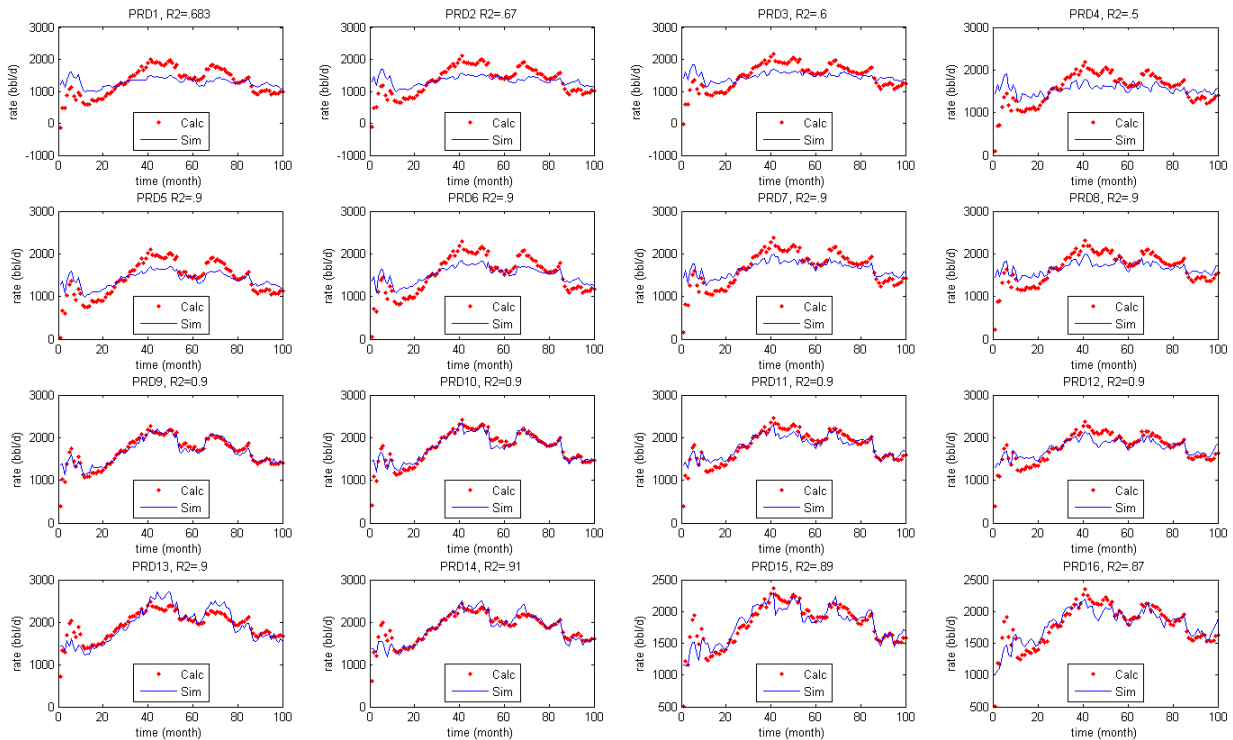 PRD1, R2=.683
3000
2000
1000
0
-1000
rate (bbl/d)
Calc
Sim
0 20 40 60 80 100
time (month)
PRD2 R2=.67
3000
2000
1000
0
-1000
rate (bbl/d)
Calc
Sim
0 20 40 60 80 100
time (month)
PRD3, R2=.6
3000
2000
1000
0
-1000
rate (bbl/d)
Calc
Sim
0 20 40 60 80 100
time (month)
PRD4, R2=.5
3000
2000
1000
0
rate (bbl/d)
Calc
Sim
0 20 40 60 80 100
time (month)
PRD5 R2=.9
3000
2000
1000
0
rate (bbl/d)
Calc
Sim
0 20 40 60 80 100
time (month)
PRD6 R2=.9
3000
2000
1000
0
rate (bbl/d)
Calc
Sim
0 20 40 60 80 100
time (month)
PRD7, R2=.9
3000
2000
1000
0
rate (bbl/d)
Calc
Sim
0 20 40 60 80 100
time (month)
PRD8, R2=.9
3000
2000
1000
0
rate (bbl/d)
Calc
Sim
0 20 40 60 80 100
time (month)
PRD9, R2=0.9
3000
2000
1000
0
rate (bbl/d)
Calc
Sim
0 20 40 60 80 100
time (month)
PRD10, R2=0.9
3000
2000
1000
0
rate (bbl/d)
Calc
Sim
0 20 40 60 80 100
time (month)
PRD11, R2=0.9
3000
2000
1000
0
rate (bbl/d)
Calc
Sim
0 20 40 60 80 100
time (month)
PRD12, R2=0.9
3000
2000
1000
0
rate (bbl/d)
Calc
Sim
0 20 40 60 80 100
time (month)
PRD13, R2=.9
3000
2000
1000
0
rate (bbl/d)
Calc
Sim
0 20 40 60 80 100
time (month)
PRD14, R2=.91
3000
2000
1000
0
rate (bbl/d)
Calc
Sim
0 20 40 60 80 100
time (month)
PRD15, R2=.89
2500
2000
1500
1000
500
rate (bbl/d)
Calc
Sim
0 20 40 60 80 100
time (month)
PRD16, R2=.87
2500
2000
1500
1000
500
rate (bbl/d)
Calc
Sim
0 20 40 60 80 100
time (month)